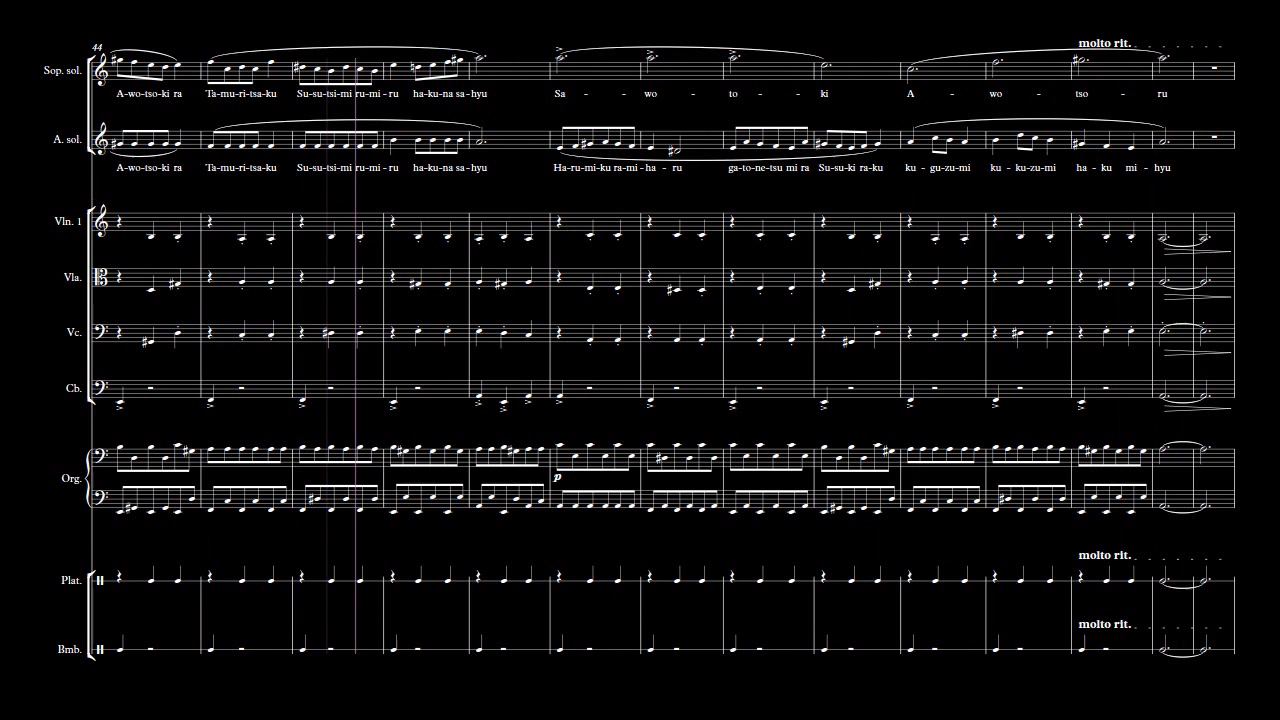 44
molto rit.
Sop. sol.
A-wo-tso-ki ra Ta-mu-ri-tsa-ku Su-su-tsi-mi ru-mi-ru ha-ku-na sa-hyu Sa - wo - to - ki A - wo - tso - ru
A. sol.
A-wo-tso-ki ra Ta-mu-ri-tsa-ku Su-su-tsi-mi ru-mi-ru ha-ku-na sa-hyu Ha-ru-mi-ku ra-mi-ha - ru ga-to-ne-tsu mi ra Su-su-ki ra-ku ku - gu-zu-mi ku - ku-zu-mi ha - ku mi - hyu
Vln. 1
Vla.
Vc.
Cb.
Org.
p
molto rit.
Plat.
molto rit.
Bmb.